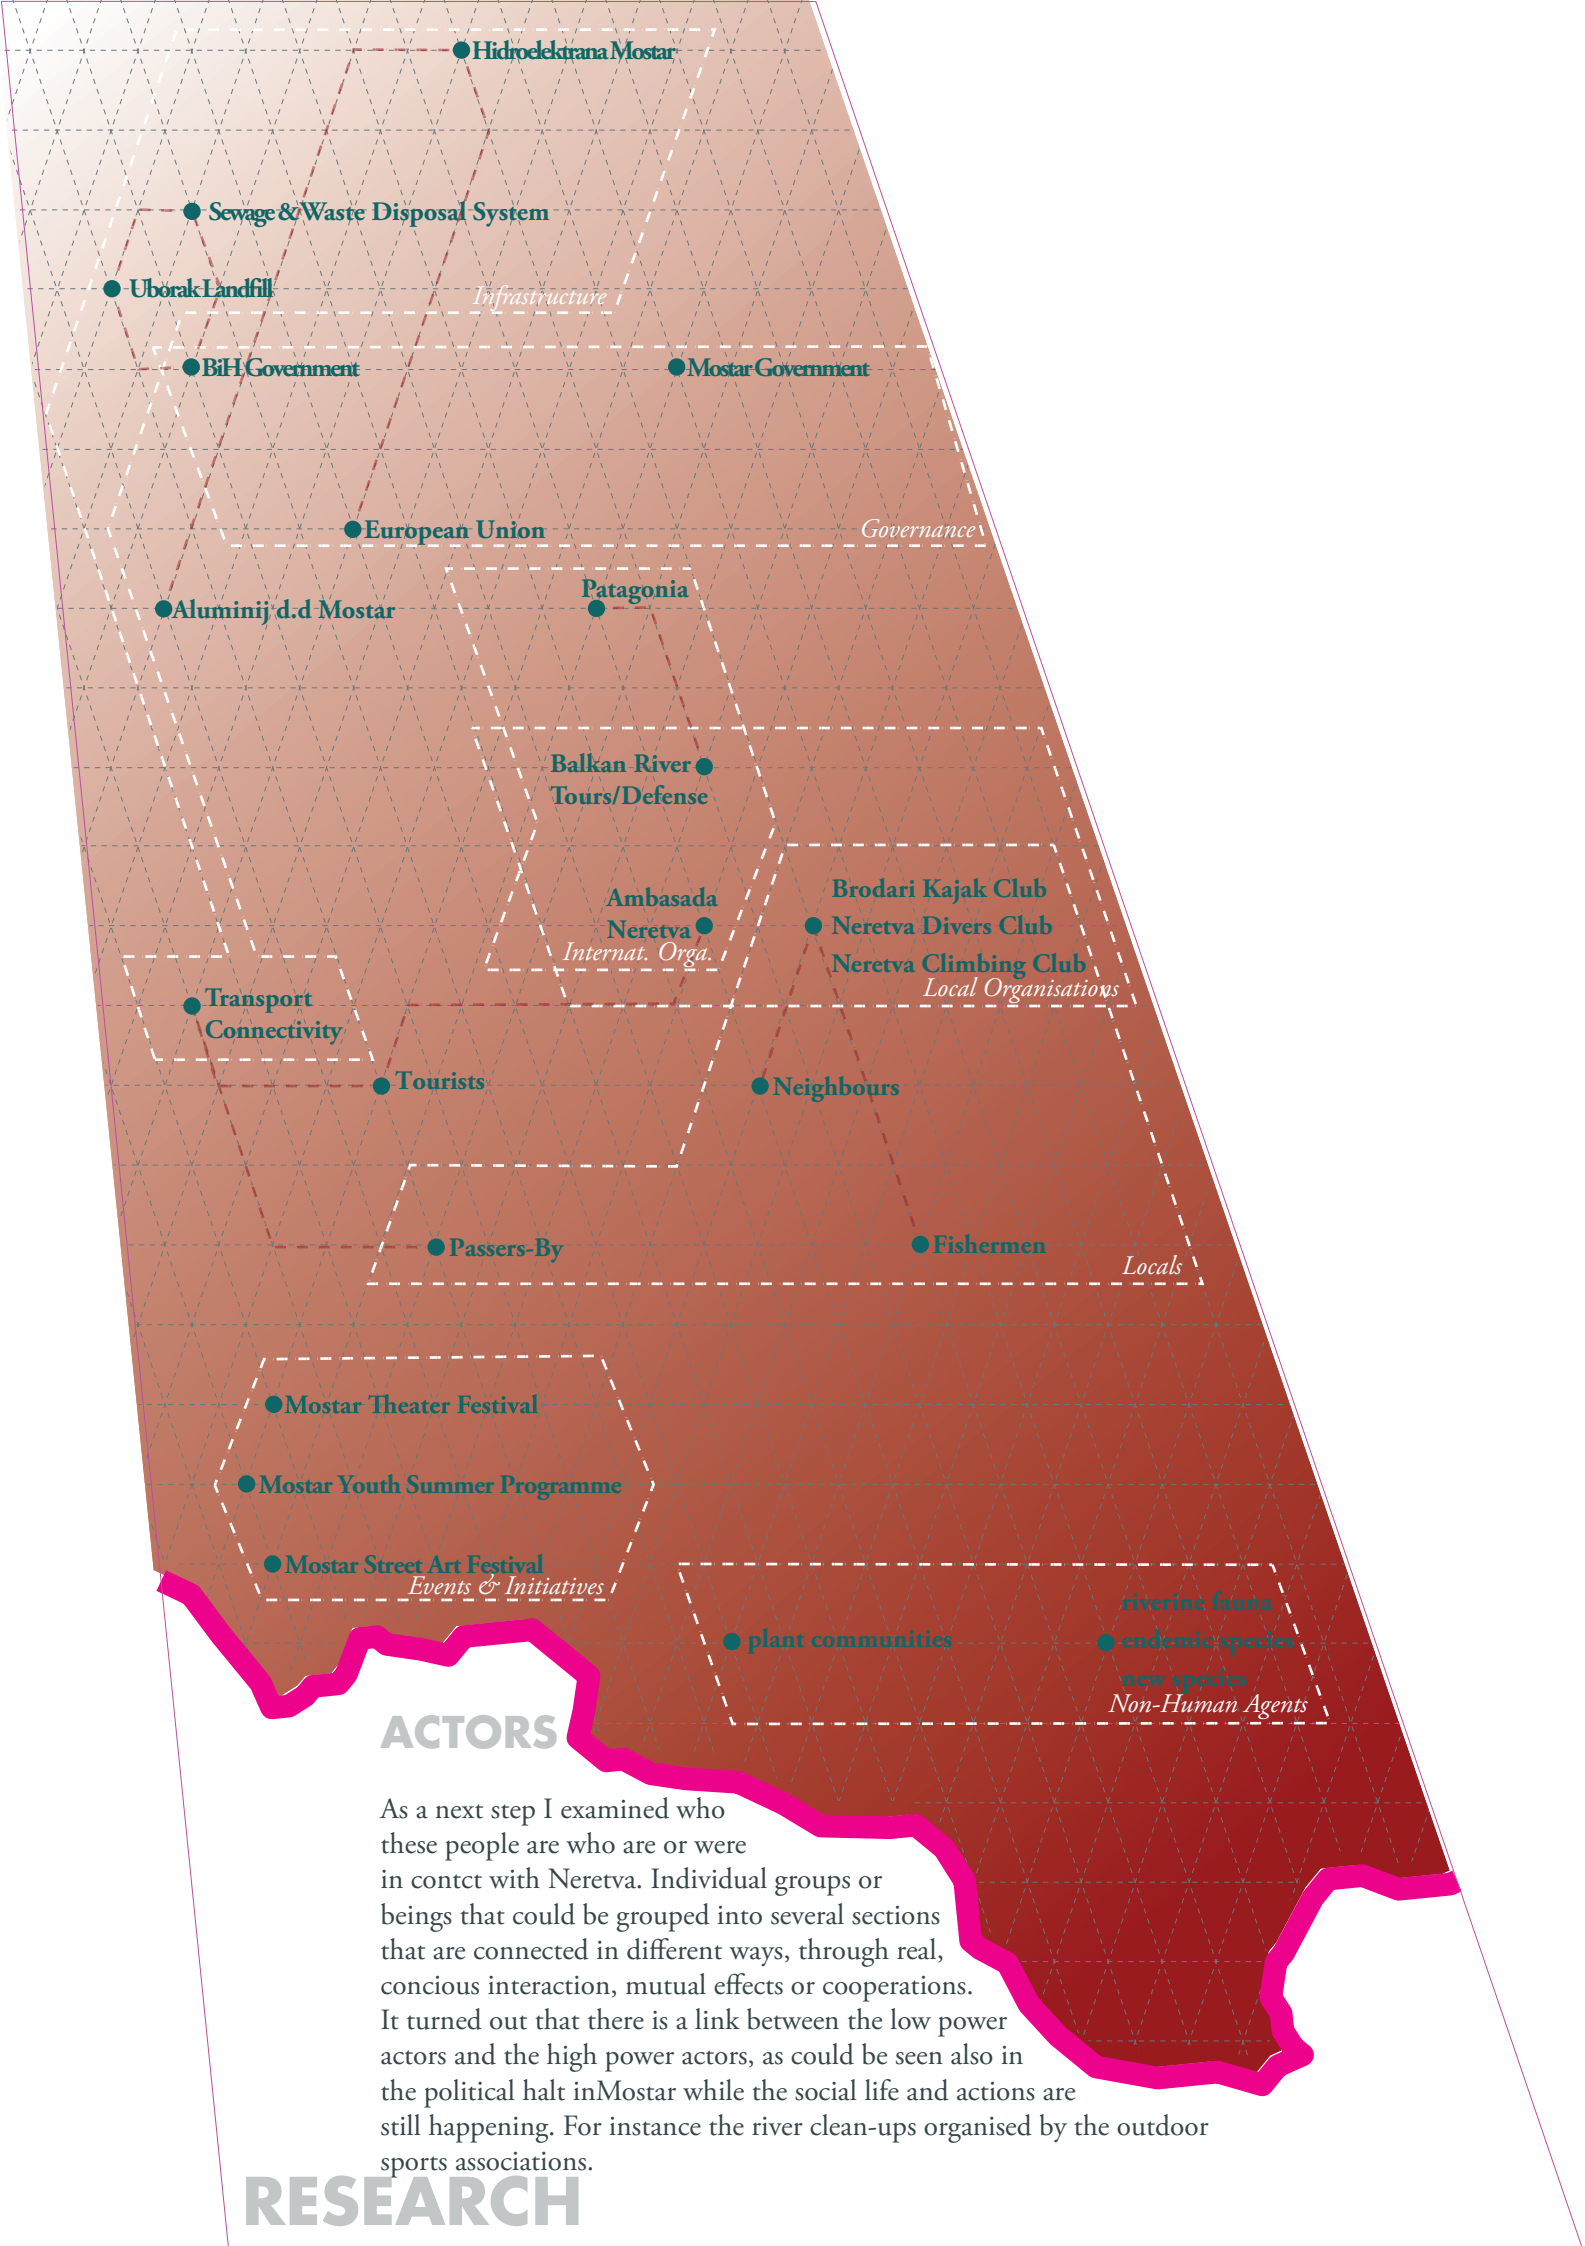 Hidroelektrana Mostar
Sewage & Waste Disposal System
Uborak Landfill
Infrastructure
BiH Government
Mostar Government
European Union
Governance
Patagonia
Aluminij d.d Mostar
Balkan River
Tours/Defense
Ambasada
Neretva
Internat. Orga.
Brodari Kajak Club
Neretva Divers Club
Neretva Climbing Club
Local Organisations
Transport
Connectivity
Tourists
Neighbours
Passers-By
Fishermen
Locals
Mostar Theater Festival
Mostar Youth Summer Programme
Mostar Street Art Festival
Events & Initiatives
plant communities
riverine fauna
endemic species
new species
Non-Human Agents
ACTORS
As a next step I examined who
these people are who are or were
in contct with Neretva. Individual groups or
beings that could be grouped into several sections
that are connected in different ways, through real,
concious interaction, mutual effects or cooperations.
It turned out that there is a link between the low power
actors and the high power actors, as could be seen also in
the political halt inMostar while the social life and actions are
still happening. For instance the river clean-ups organised by the outdoor
sports associations.
RESEARCH